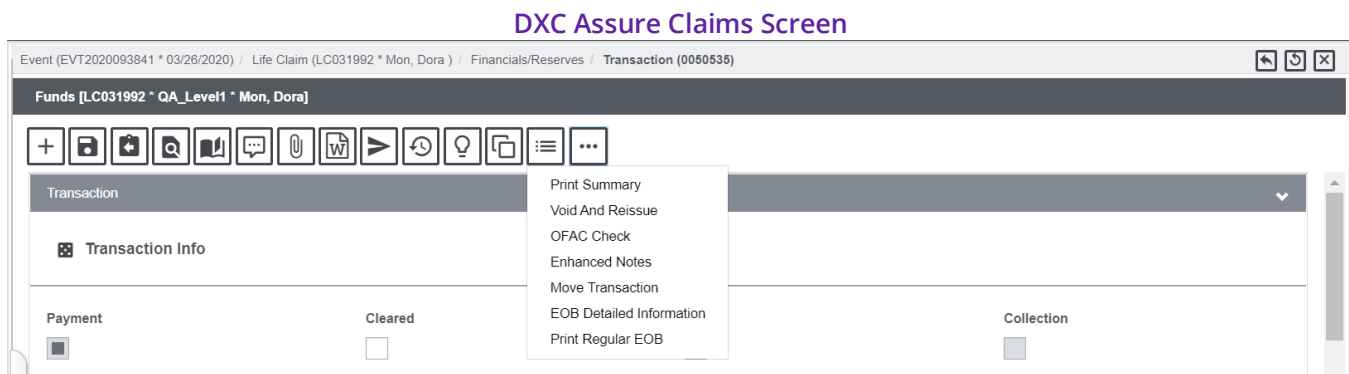 DXC Assure Claims Screen
Event (EVT2020093841 * 03/26/2020) / Life Claim (LC031992 * Mon, Dora ) / Financials/Reserves / Transaction (0050535)
Funds [LC031992 * QA_Level1 * Mon, Dora]
W
Print Summary
Transaction
Void And Reissue
OFAC Check
Transaction Info
Enhanced Notes
Move Transaction
EOB Detailed Information
Payment Cleared Collection
Print Regular EOB